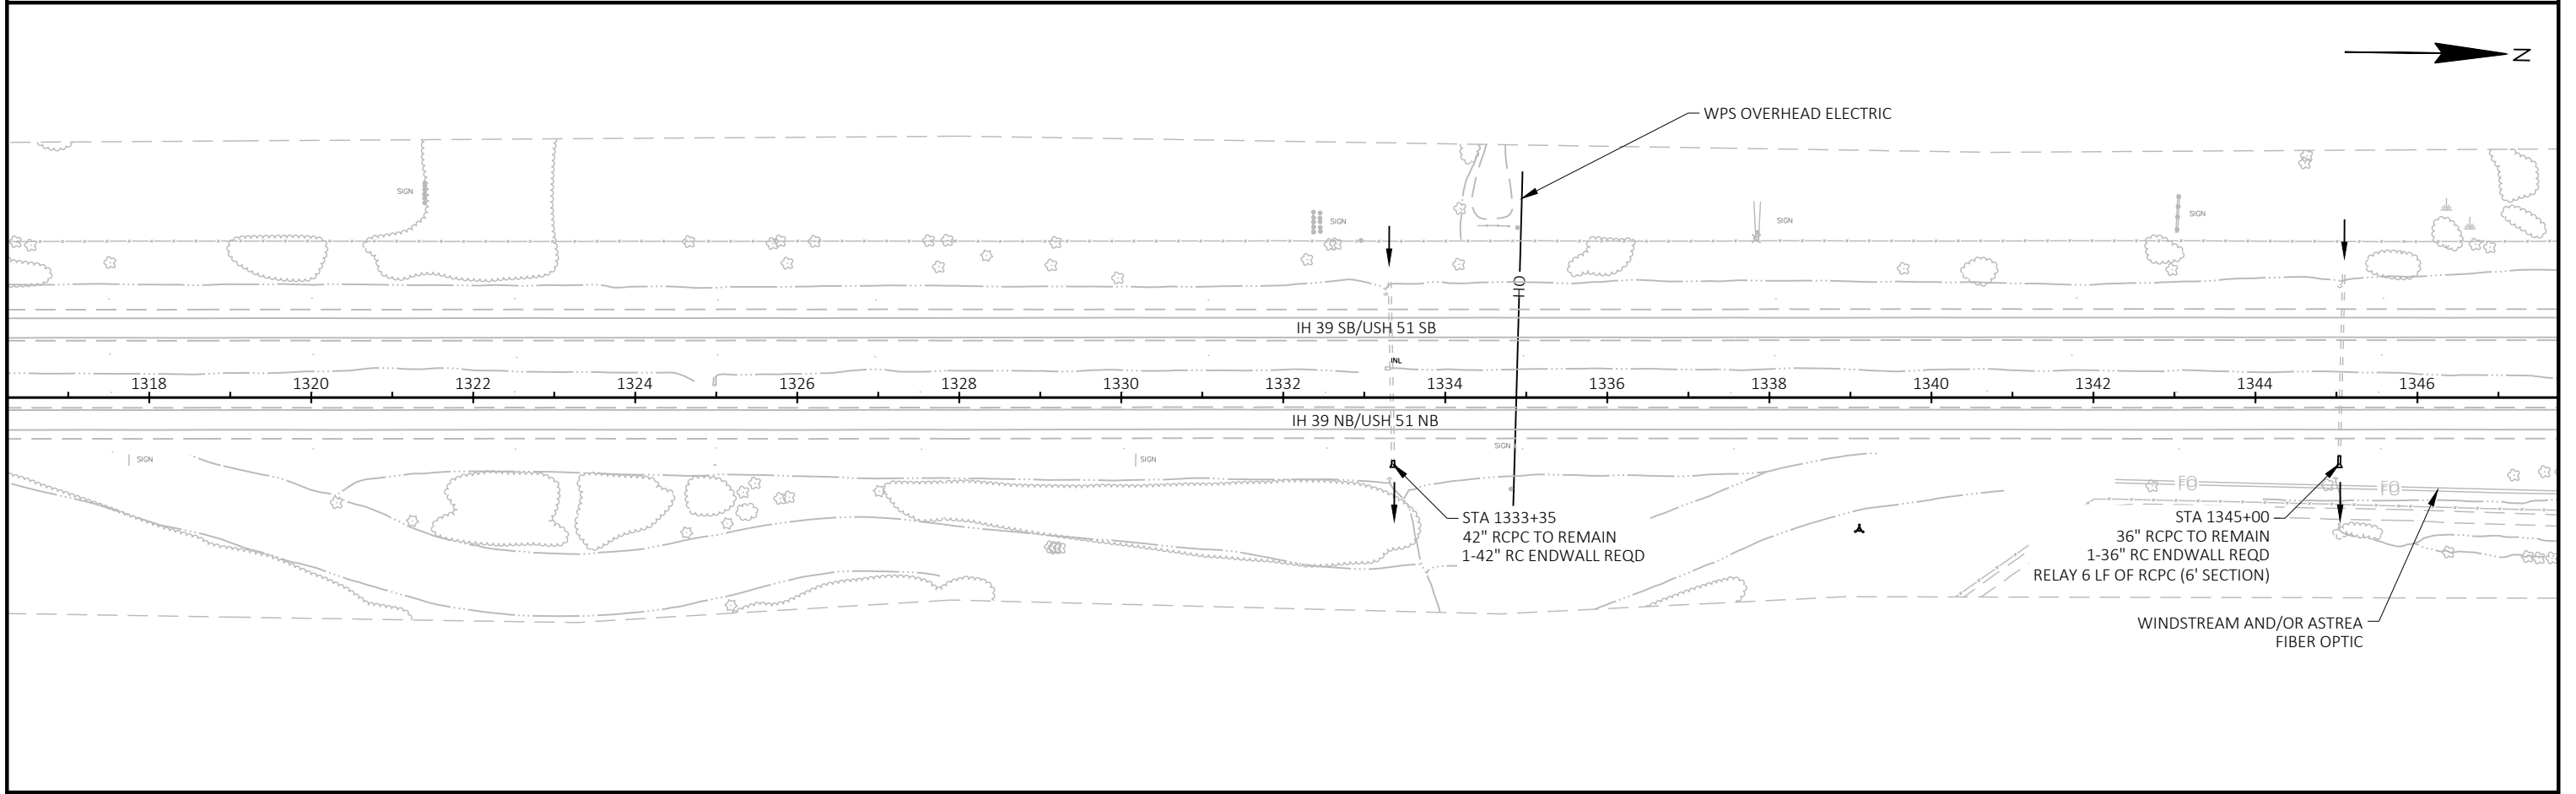 N
WPS OVERHEAD ELECTRIC
SIGN
SIGN
SIGN
SIGN
OH
IH 39 SB/USH 51 SB
INL
1318 1320 1322 1324 1326 1328 1330 1332 1334 1336 1338 1340 1342 1344 1346
IH 39 NB/USH 51 NB
SIGN
SIGN
SIGN
FO
FO
STA 1333+35
42" RCPC TO REMAIN
1-42" RC ENDWALL REQD
STA 1345+00
36" RCPC TO REMAIN
1-36" RC ENDWALL REQD
RELAY 6 LF OF RCPC (6' SECTION)
WINDSTREAM AND/OR ASTREA
FIBER OPTIC